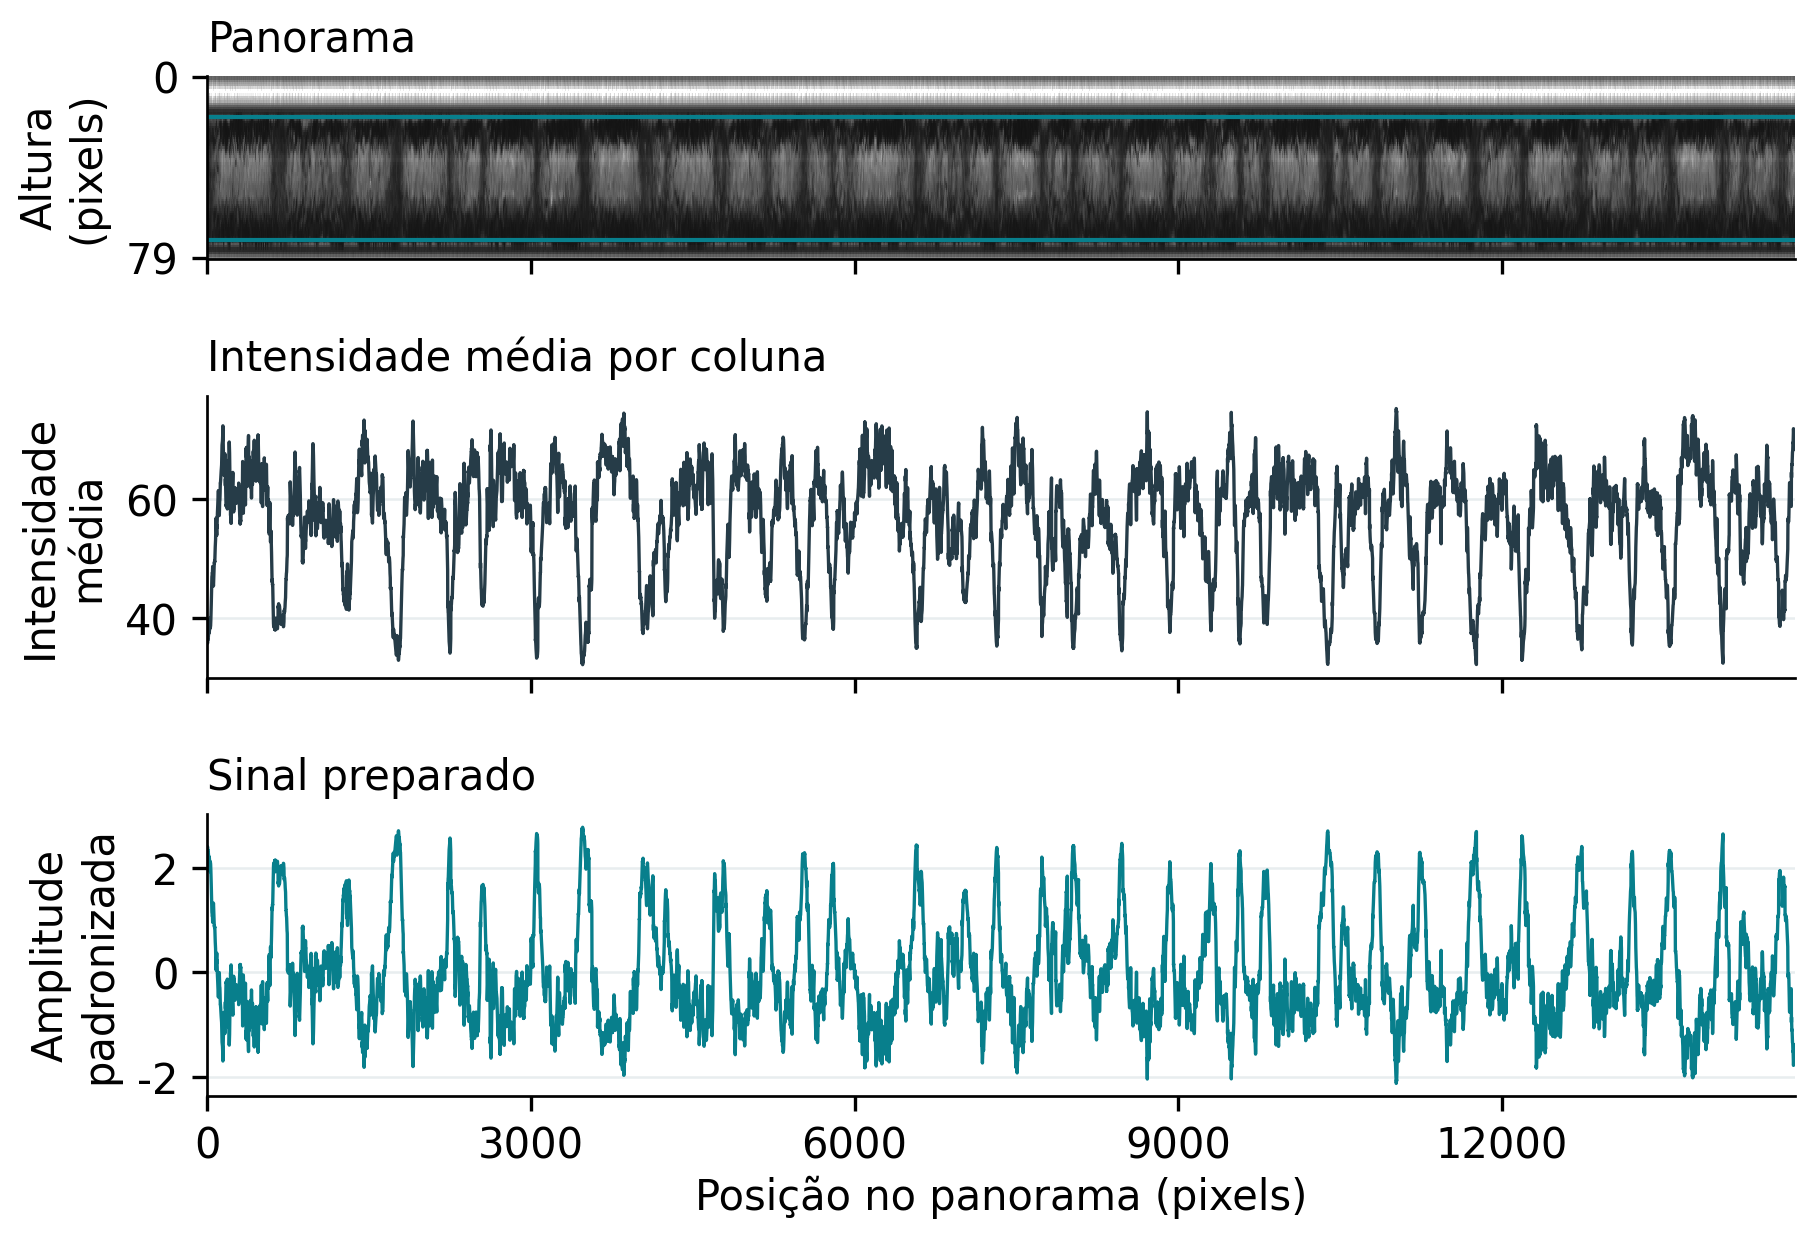 Panorama
0
Altura
(pixels)
79
Intensidade média por coluna
Intensidade
média
60
40
Sinal preparado
Amplitude
padronizada
2
0
-2
0 3000 6000 9000 12000
Posição no panorama (pixels)